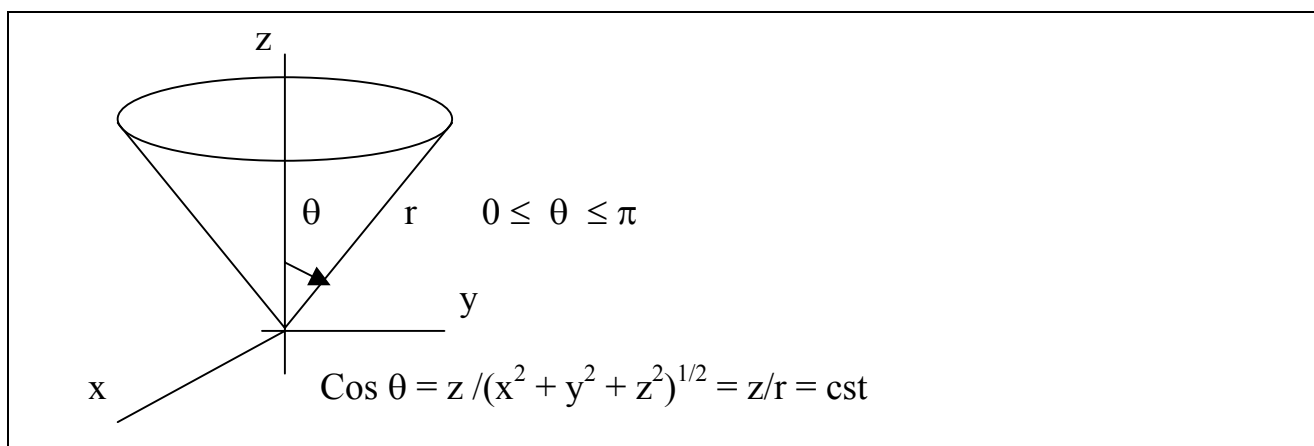 z
θ r 0 ≤ θ ≤ π
y
x
Cos θ = z /(x² + y² + z²)^{1/2} = z/r = cst